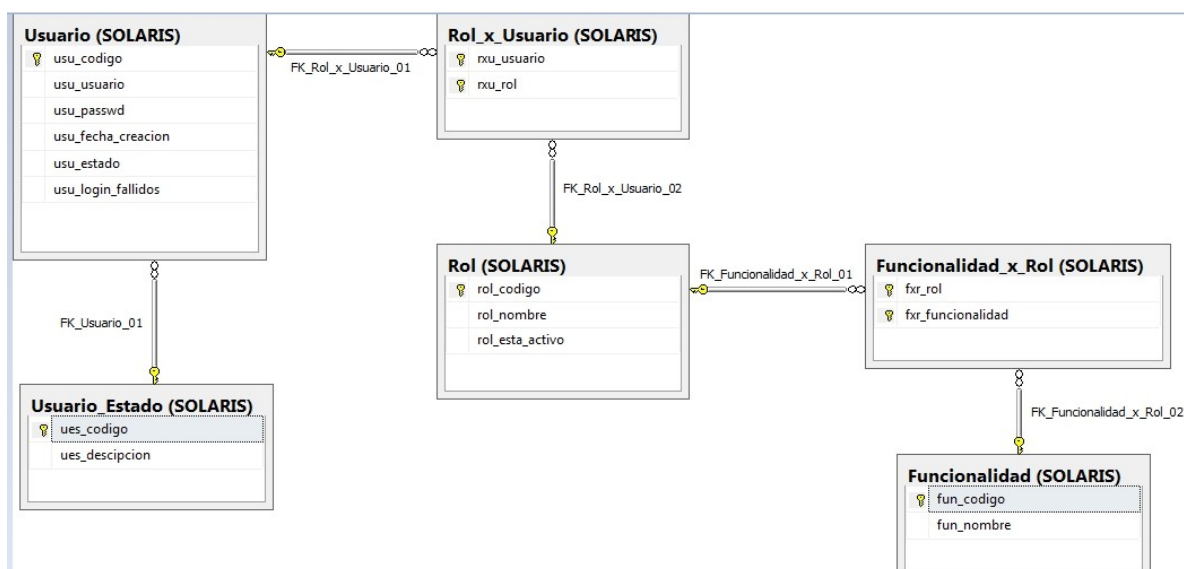 Usuario (SOLARIS)
usu_codigo
usu_usuario
usu_passwd
usu_fecha_creacion
usu_estado
usu_login_fallidos
FK_Rol_x_Usuario_01
Rol_x_Usuario (SOLARIS)
rxu_usuario
rxu_rol
FK_Rol_x_Usuario_02
Rol (SOLARIS)
rol_codigo
rol_nombre
rol_esta_activo
FK_Funcionalidad_x_Rol_01
Funcionalidad_x_Rol (SOLARIS)
fxr_rol
fxr_funcionalidad
FK_Usuario_01
Usuario_Estado (SOLARIS)
ues_codigo
ues_descipcion
FK_Funcionalidad_x_Rol_02
Funcionalidad (SOLARIS)
fun_codigo
fun_nombre